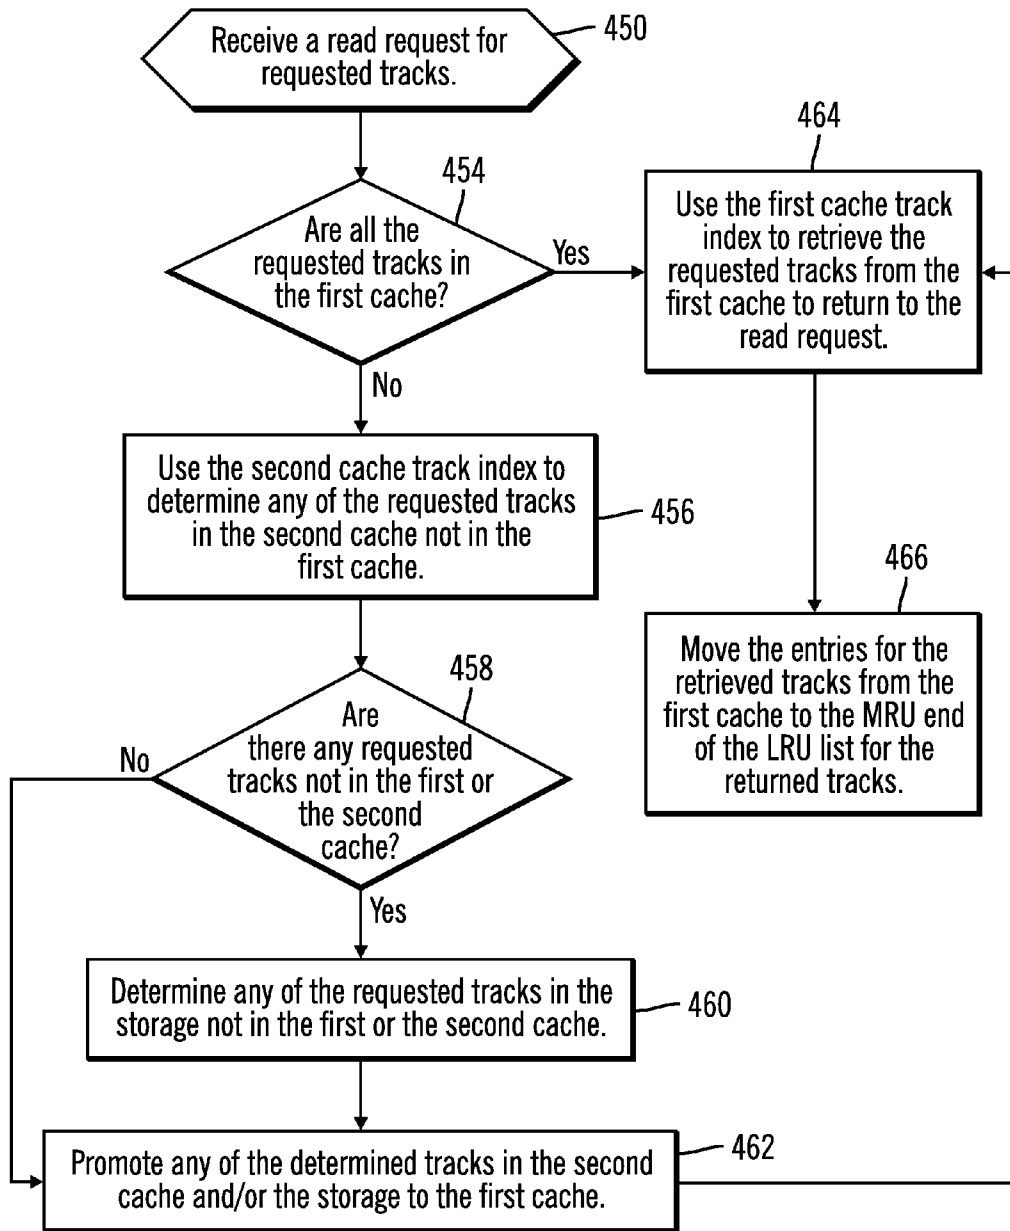 Receive a read request for
requested tracks.
450
454
Are all the
requested tracks in
the first cache?
Yes
No
464
Use the first cache track
index to retrieve the
requested tracks from the
first cache to return to the
read request.
Use the second cache track index to
determine any of the requested tracks
in the second cache not in the
first cache.
456
466
Move the entries for the
retrieved tracks from the
first cache to the MRU end
of the LRU list for the
returned tracks.
458
Are
there any requested
tracks not in the first or
the second
cache?
No
Yes
Determine any of the requested tracks in the
storage not in the first or the second cache.
460
Promote any of the determined tracks in the second
cache and/or the storage to the first cache.
462